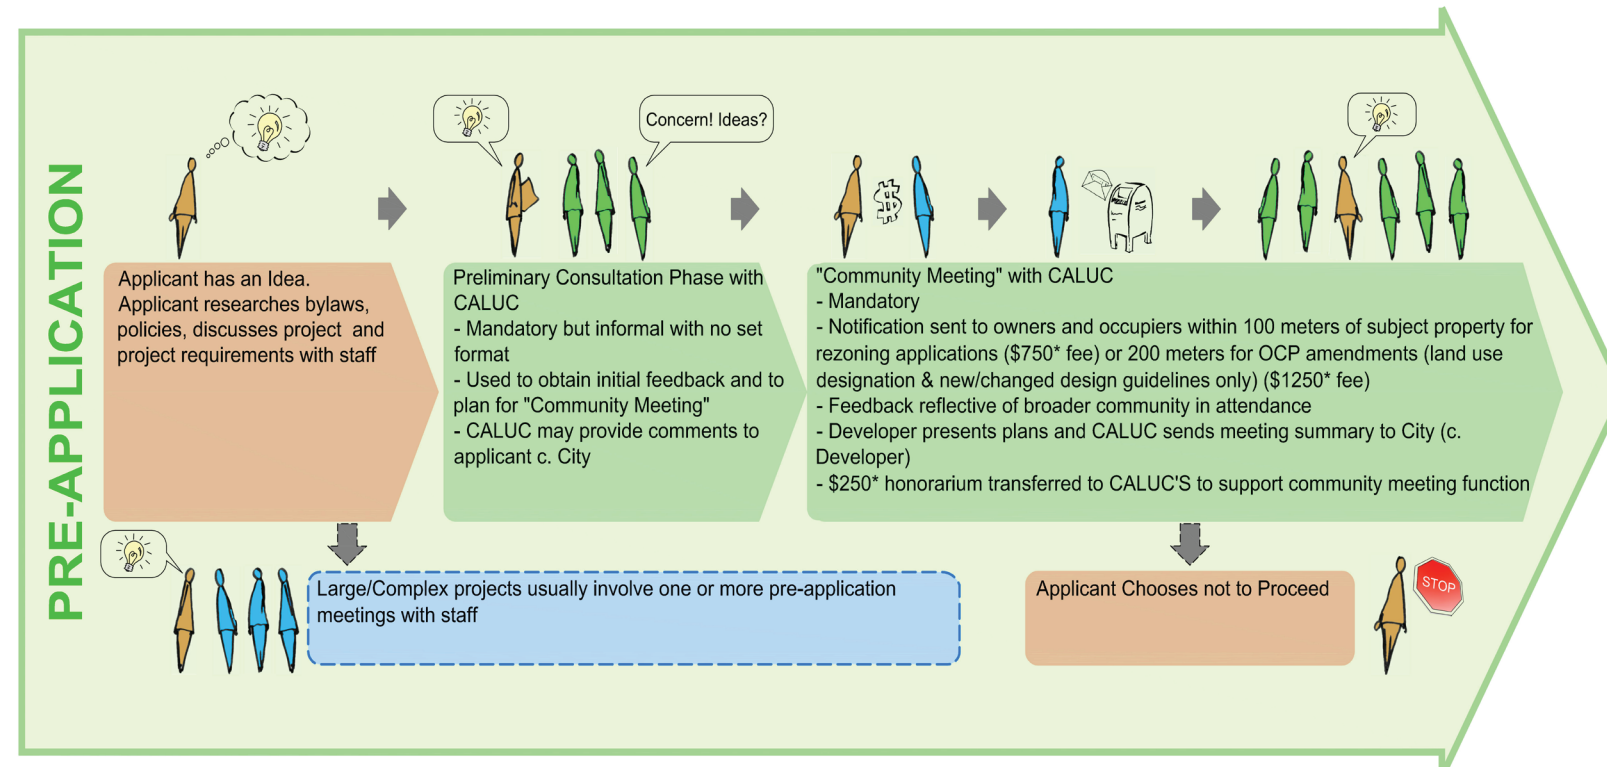 PRE-APPLICATION
Concern! Ideas?
Applicant has an Idea.
Applicant researches bylaws,
policies, discusses project and
project requirements with staff
Preliminary Consultation Phase with
CALUC
- Mandatory but informal with no set
format
- Used to obtain initial feedback and to
plan for "Community Meeting"
- CALUC may provide comments to
applicant c. City
"Community Meeting" with CALUC
- Mandatory
- Notification sent to owners and occupiers within 100 meters of subject property for
rezoning applications ($750* fee) or 200 meters for OCP amendments (land use
designation & new/changed design guidelines only) ($1250* fee)
- Feedback reflective of broader community in attendance
- Developer presents plans and CALUC sends meeting summary to City (c.
Developer)
- $250* honorarium transferred to CALUC'S to support community meeting function
Large/Complex projects usually involve one or more pre-application
meetings with staff
Applicant Chooses not to Proceed
STOP